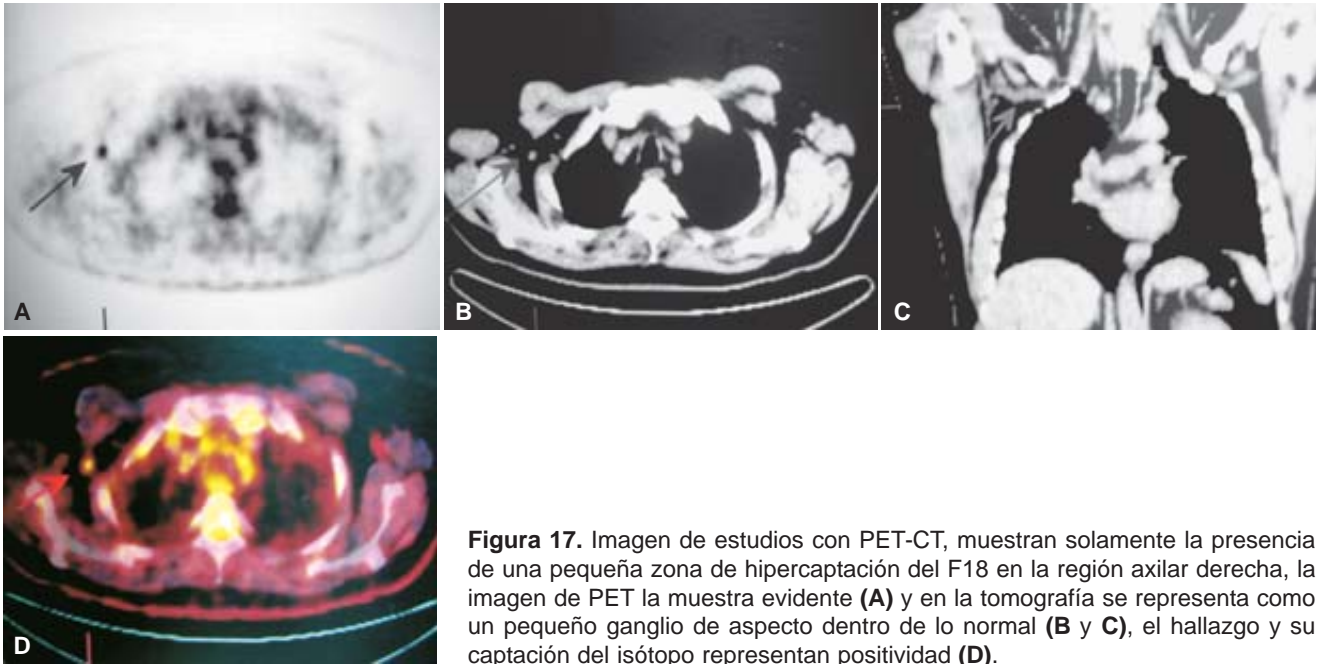 A
B
C
D
Figura 17. Imagen de estudios con PET-CT, muestran solamente la presencia
de una pequeña zona de hipercaptación del F18 en la región axilar derecha, la
imagen de PET la muestra evidente (A) y en la tomografía se representa como
un pequeño ganglio de aspecto dentro de lo normal (B y C), el hallazgo y su
captación del isótopo representan positividad (D).